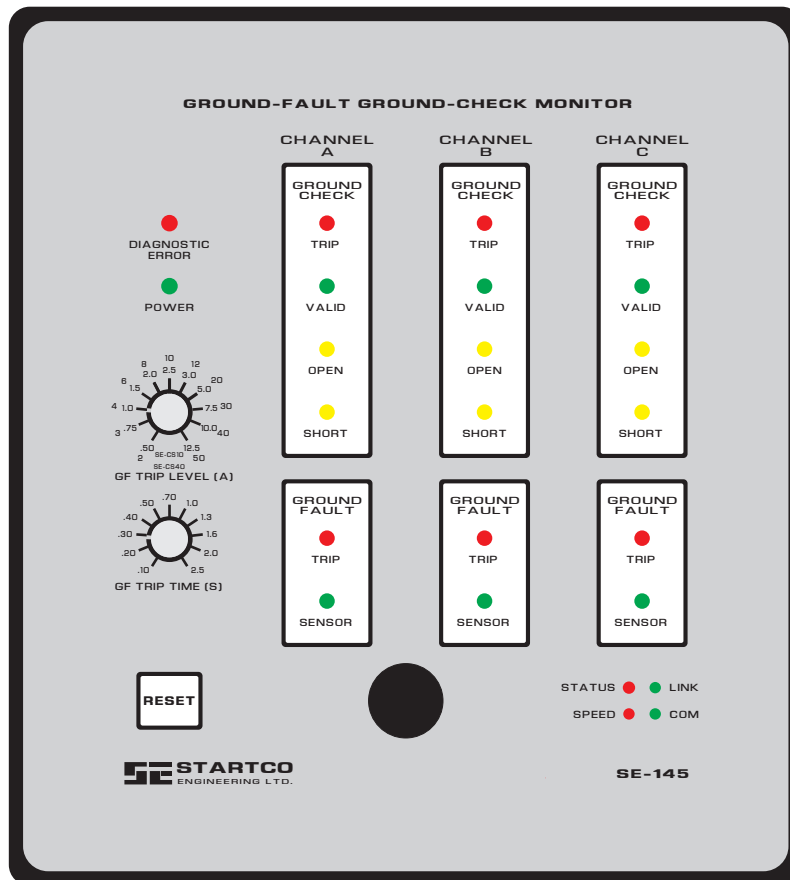 GROUND-FAULT GROUND-CHECK MONITOR
CHANNEL
A
CHANNEL
B
CHANNEL
C
GROUND
CHECK
TRIP
VALID
OPEN
SHORT
GROUND
CHECK
TRIP
VALID
OPEN
SHORT
GROUND
CHECK
TRIP
VALID
OPEN
SHORT
DIAGNOSTIC
ERROR
POWER
10
8 12
2.0 2.5 3.0
6 20
1.5 5.0
4 1.0 7.5 30
3 .75 10.0 40
.50 SE-CS10 12.5
2 SE-CS40 50
GF TRIP LEVEL (A)
.70
.50 1.0
.40 1.3
.30 1.6
.20 2.0
.10 2.5
GF TRIP TIME (S)
GROUND
FAULT
TRIP
SENSOR
GROUND
FAULT
TRIP
SENSOR
GROUND
FAULT
TRIP
SENSOR
RESET
STATUS LINK
SPEED COM
SE STARTCO
ENGINEERING LTD.
SE-145